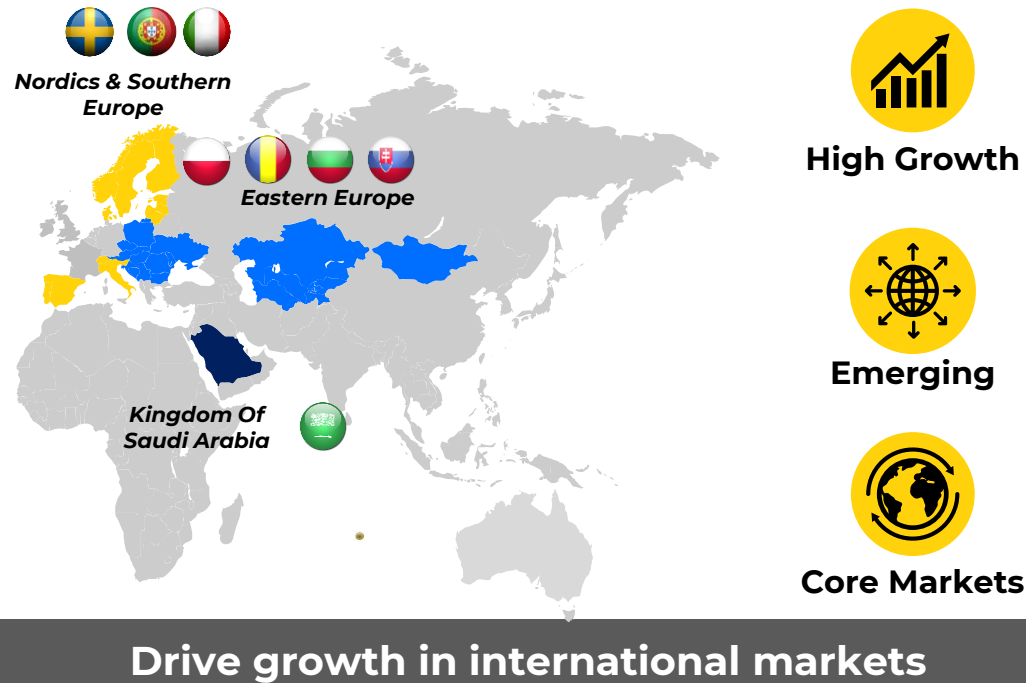 Nordics & Southern
Europe
Eastern Europe
Kingdom Of
Saudi Arabia
High Growth
Emerging
Core Markets
Drive growth in international markets